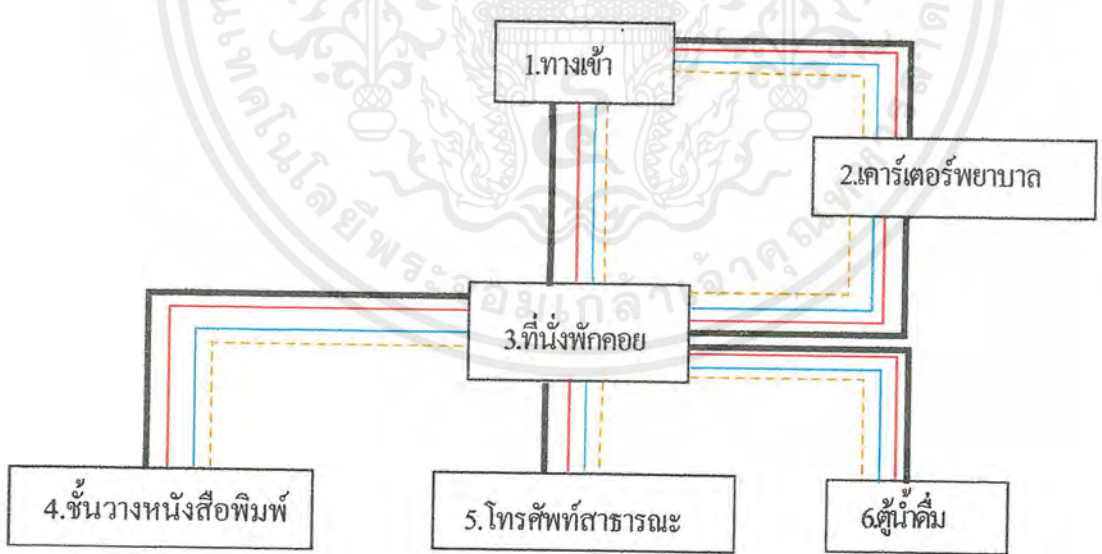 1.ทางเข้า
2.เคาร์เตอร์พยาบาล
3.ที่นั่งพักคอย
4.ชั้นวางหนังสือพิมพ์
5.โทรศัพท์สาธารณะ
6.ตู้น้ำดื่ม